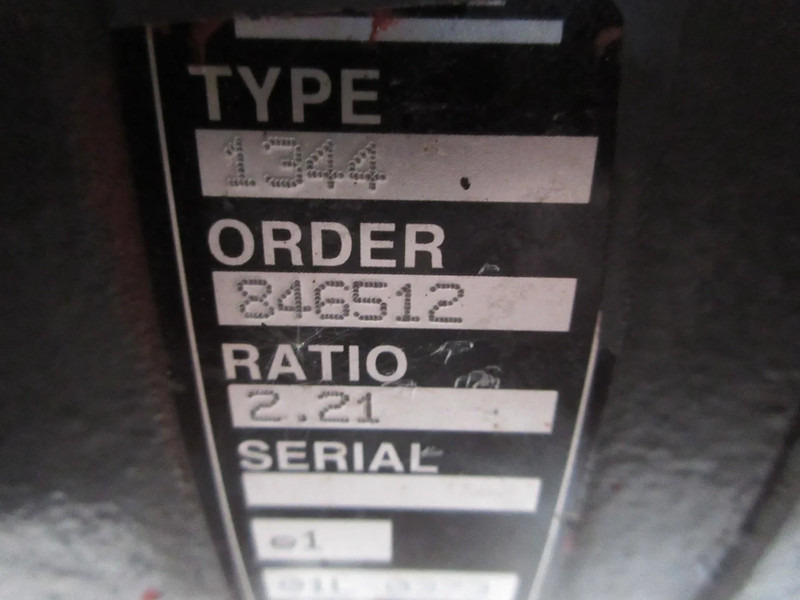 TYPE
1344
ORDER
846512
RATIO
2.21
SERIAL
e1